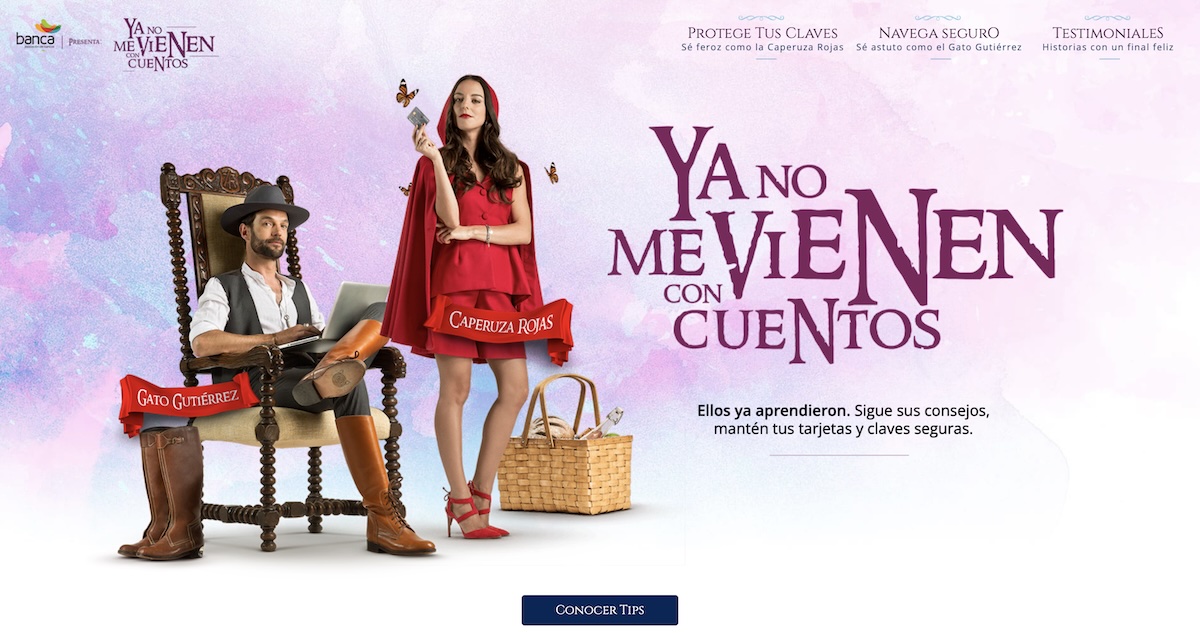 banca
PRESENTA:
YA NO
ME VIENEN
CON
CUENTOS
PROTEGE TUS CLAVES
Sé feroz como la Caperuza Rojas
NAVEGA SEGURO
Sé astuto como el Gato Gutiérrez
TESTIMONIALES
Historias con un final feliz
YA NO
ME VIENEN
CON
CUENTOS
CAPERUZA ROJAS
GATO GUTIÉRREZ
Ellos ya aprendieron. Sigue sus consejos,
mantén tus tarjetas y claves seguras.
CONOCER TIPS